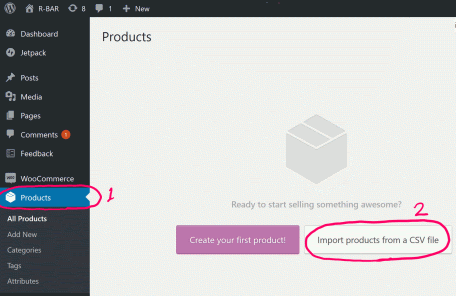 R-BAR 8 1 + New
Dashboard
Jetpack
Posts
Media
Pages
Comments 1
Feedback
WooCommerce
Products 1
All Products
Add New
Categories
Tags
Attributes
Products
Ready to start selling something awesome?
2
Create your first product! Import products from a CSV file